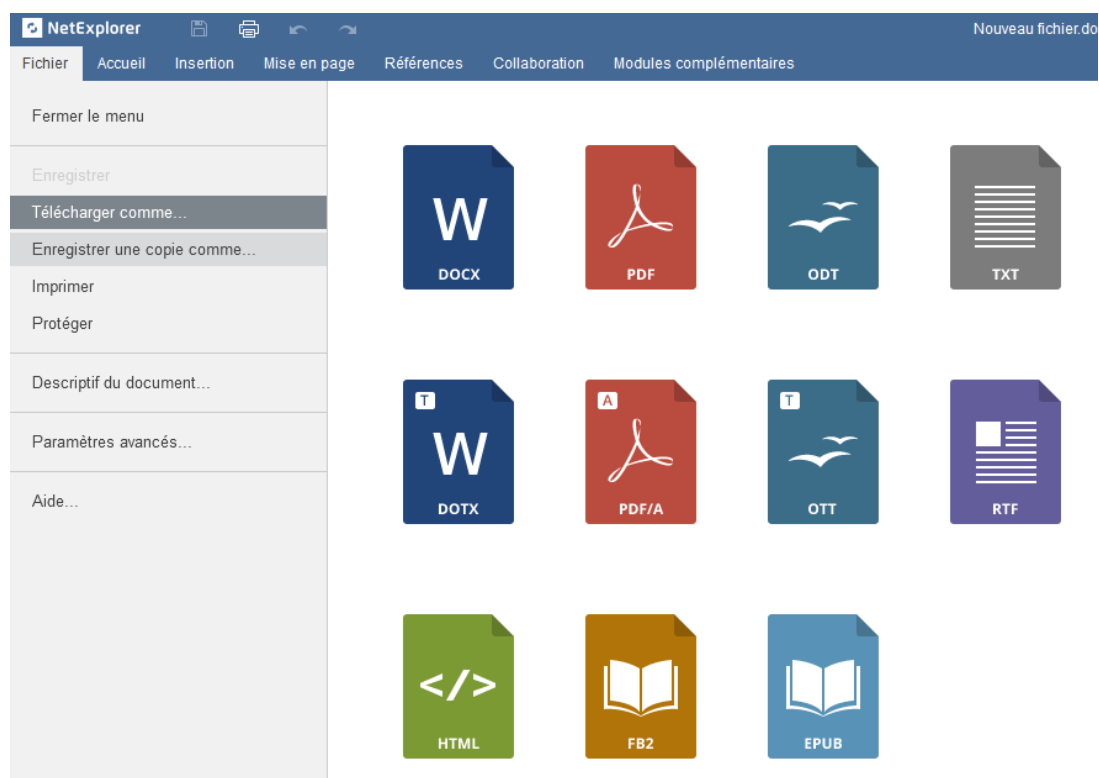 NetExplorer
Nouveau fichier.do
Fichier Accueil Insertion Mise en page Références Collaboration Modules complémentaires
Fermer le menu
Enregistrer
Télécharger comme...
Enregistrer une copie comme...
Imprimer
Protéger
Descriptif du document...
Paramètres avancés...
Aide...
W W
DOCX PDF ODT TXT
T A T
DOTX PDF/A OTT RTF
</>
HTML FB2 EPUB